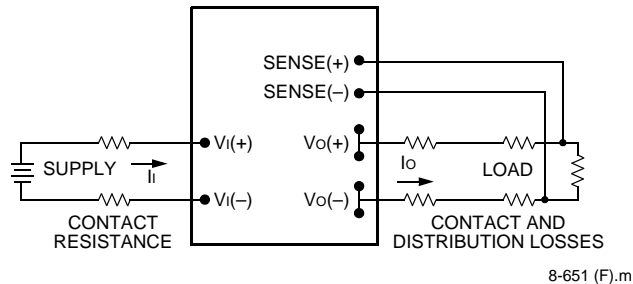 SENSE(+)
SENSE(–)
VI(+)
VO(+)
IO
SUPPLY
II
LOAD
VI(–)
VO(–)
CONTACT
RESISTANCE
CONTACT AND
DISTRIBUTION LOSSES
8-651 (F).m